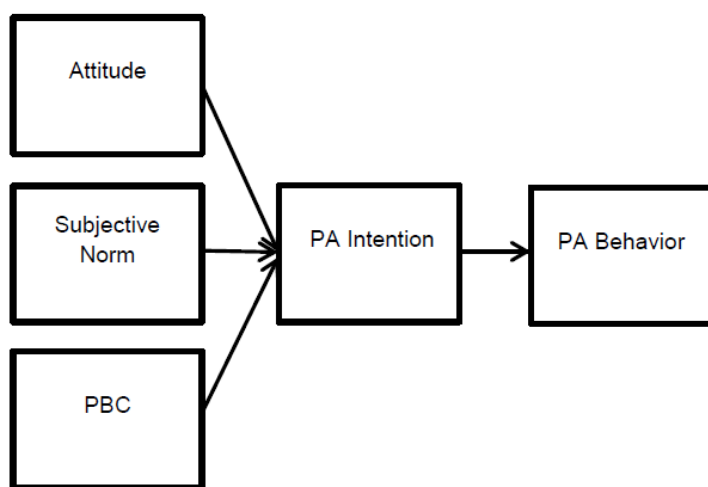 Attitude
Subjective
Norm
PBC
PA Intention
PA Behavior